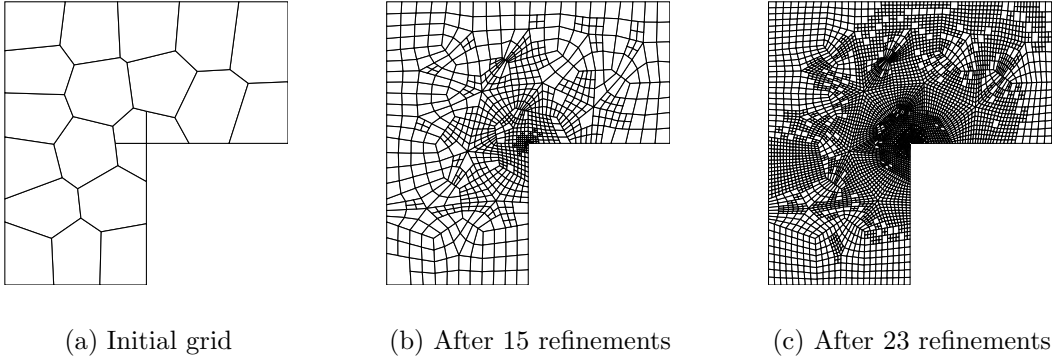 (a) Initial grid
(b) After 15 refinements
(c) After 23 refinements